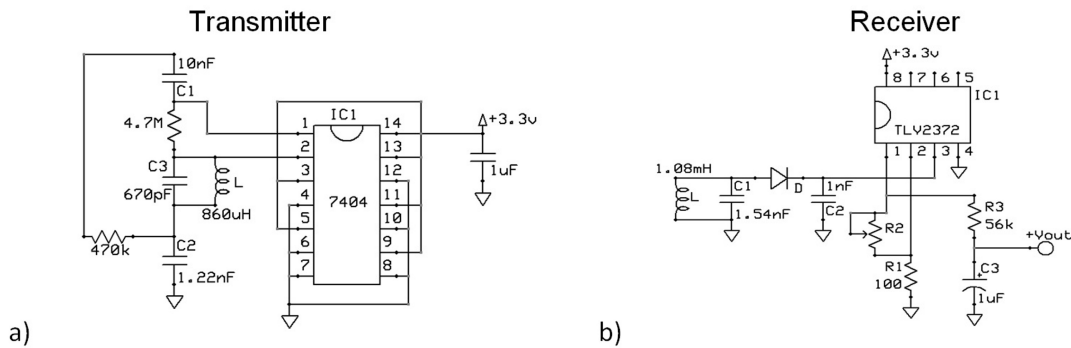 Transmitter
10nF
C1
4.7M
C3
670pF
L
860uH
470k
C2
1.22nF
IC1
1
2
3
4
5
6
7
14
13
12
11
10
9
8
7404
+3.3v
1uF
a)
Receiver
+3.3v
8 7 6 5
IC1
TLV2372
1 2 3 4
1.08mH
L
C1
1.54nF
D
1nF
C2
R2
R1
100
R3
56k
+Vout
+
C3
1uF
b)